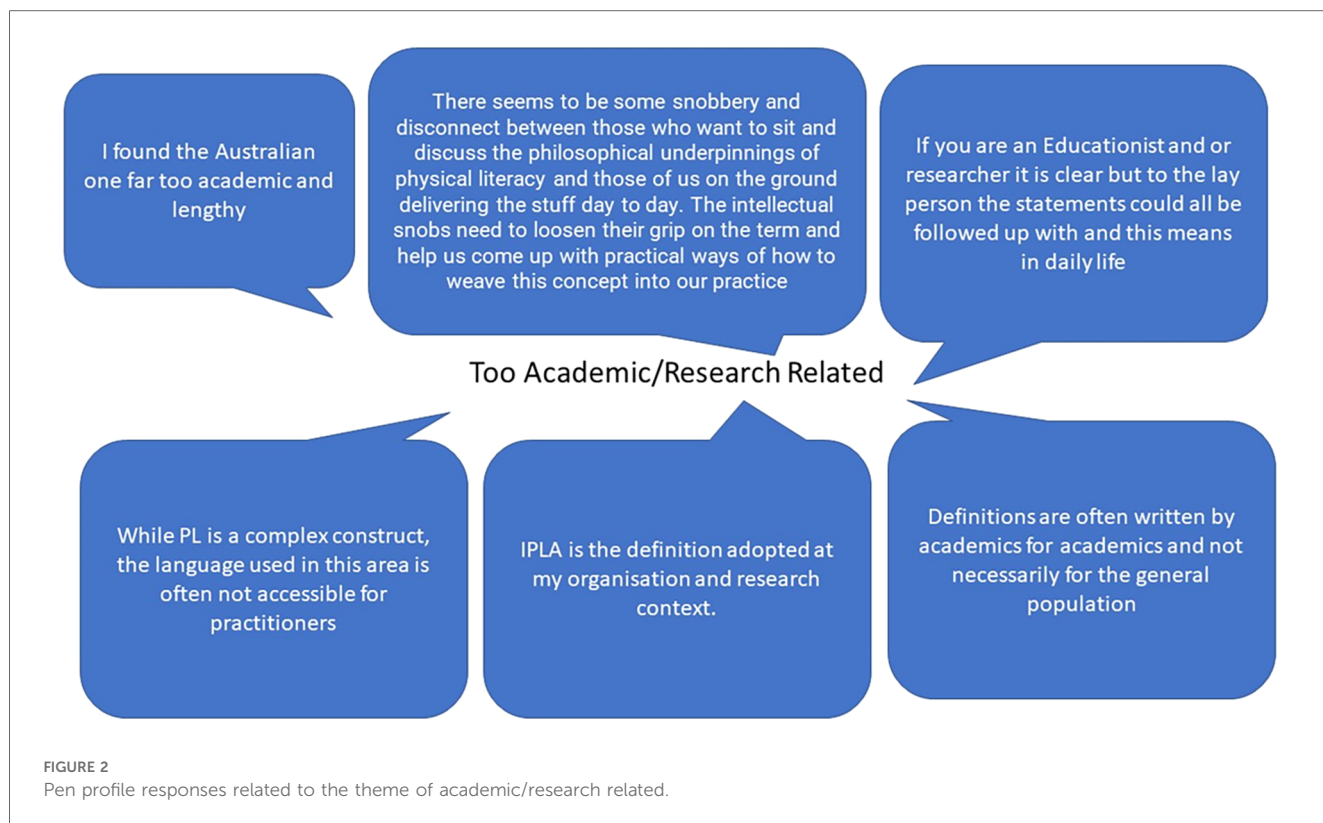 I found the Australian
one far too academic and
lengthy
There seems to be some snobbery and
disconnect between those who want to sit and
discuss the philosophical underpinnings of
physical literacy and those of us on the ground
delivering the stuff day to day. The intellectual
snobs need to loosen their grip on the term and
help us come up with practical ways of how to
weave this concept into our practice
If you are an Educationist and or
researcher it is clear but to the lay
person the statements could all be
followed up with and this means
in daily life
Too Academic/Research Related
While PL is a complex construct,
the language used in this area is
often not accessible for
practitioners
IPLA is the definition adopted at
my organisation and research
context.
Definitions are often written by
academics for academics and not
necessarily for the general
population
FIGURE 2
Pen profile responses related to the theme of academic/research related.